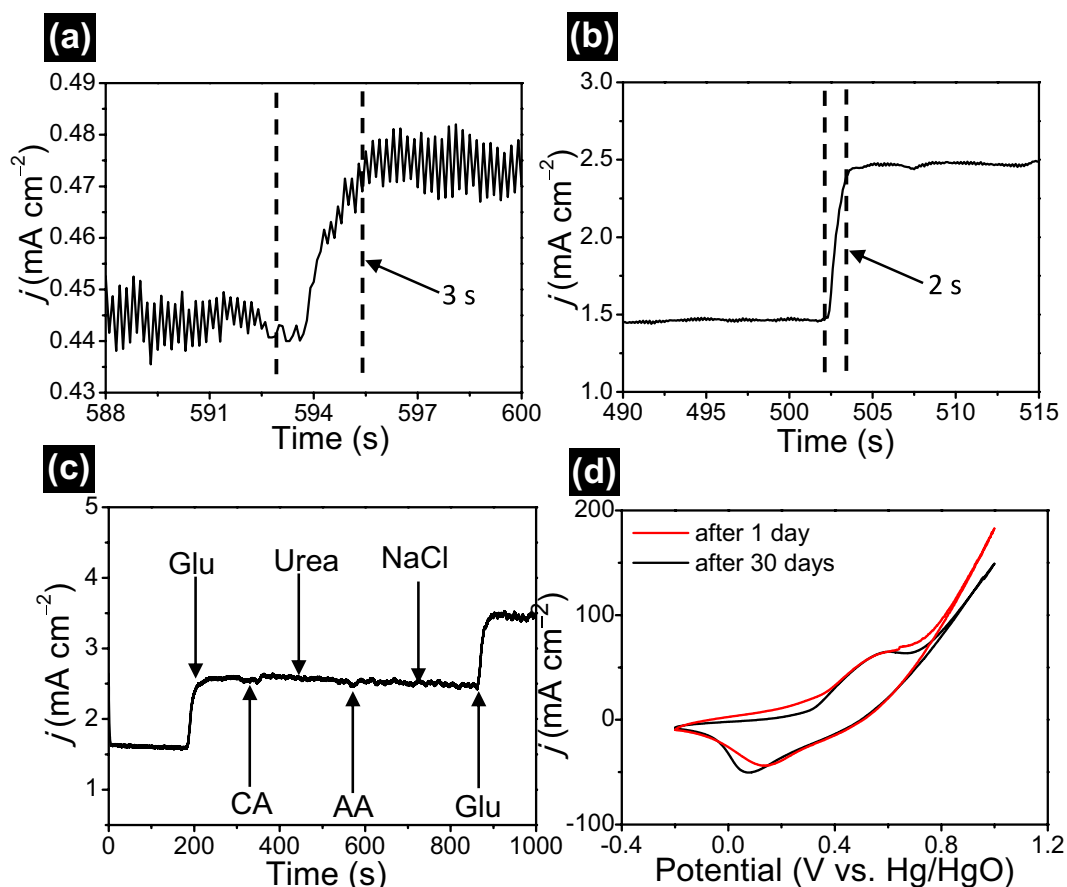 (a)
0.49
0.48
0.47
0.46
0.45
0.44
0.43
j (mA cm⁻²)
3 s
588 591 594 597 600
Time (s)
(b)
3.0
2.5
2.0
1.5
1.0
j (mA cm⁻²)
2 s
490 495 500 505 510 515
Time (s)
(c)
5
4
3
2
1
j (mA cm⁻²)
Glu Urea NaCl
CA AA Glu
0 200 400 600 800 1000
Time (s)
(d)
200
100
0
-100
j (mA cm⁻²)
after 1 day
after 30 days
-0.4 0.0 0.4 0.8 1.2
Potential (V vs. Hg/HgO)